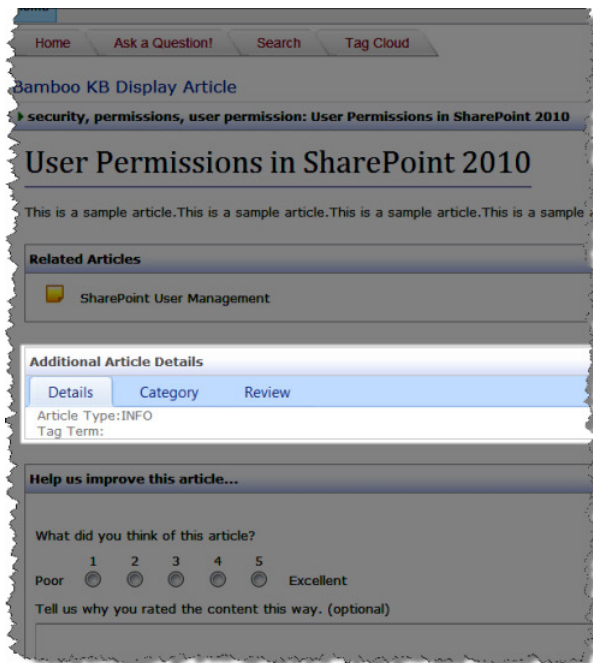 Home
Ask a Question!
Search
Tag Cloud
Bamboo KB Display Article
security, permissions, user permission: User Permissions in SharePoint 2010
User Permissions in SharePoint 2010
This is a sample article.This is a sample article.This is a sample article.This is a sample
Related Articles
SharePoint User Management
Additional Article Details
Details
Category
Review
Article Type:INFO
Tag Term:
Help us improve this article...
What did you think of this article?
1 2 3 4 5
Poor Excellent
Tell us why you rated the content this way. (optional)